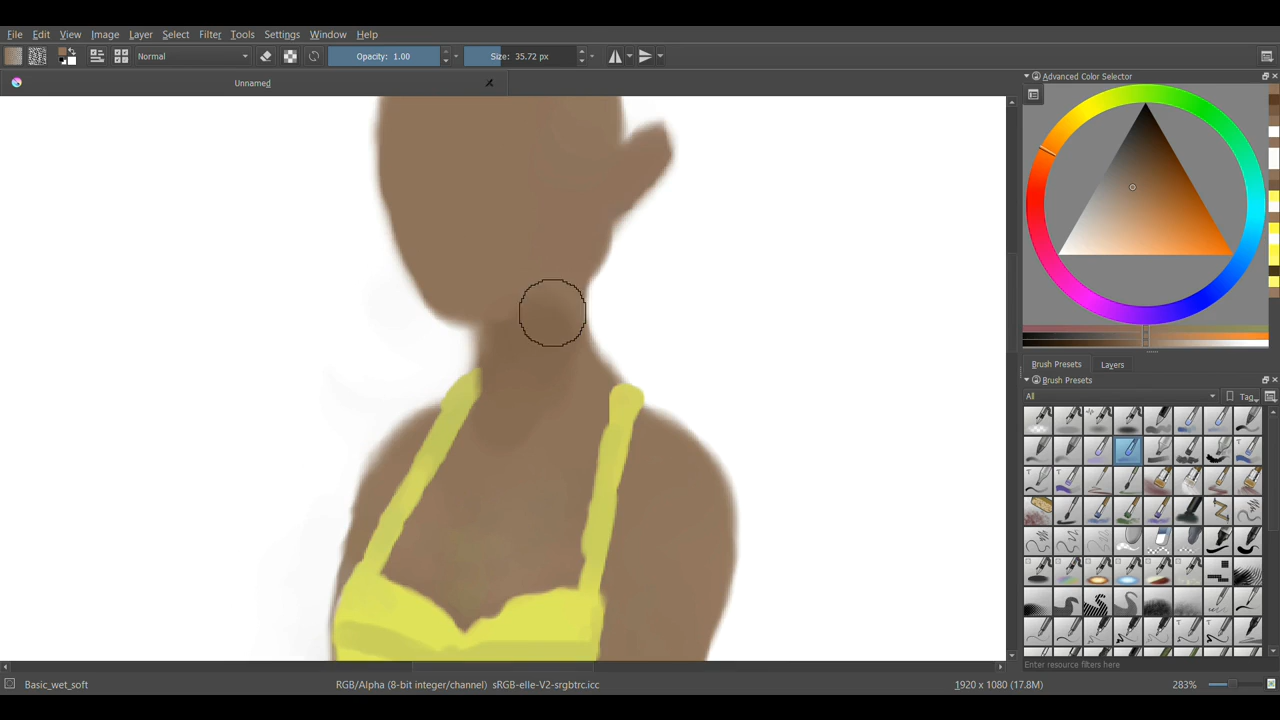 File Edit View Image Layer Select Filter Tools Settings Window Help
Normal Opacity: 1.00 Size: 35.72 px
Unnamed
Advanced Color Selector
Brush Presets Layers
Brush Presets
All Tag
Enter resource filters here
Basic_wet_soft RGB/Alpha (8-bit integer/channel) sRGB-elle-V2-srgbtrc.icc 1920 x 1080 (17.8M) 283%